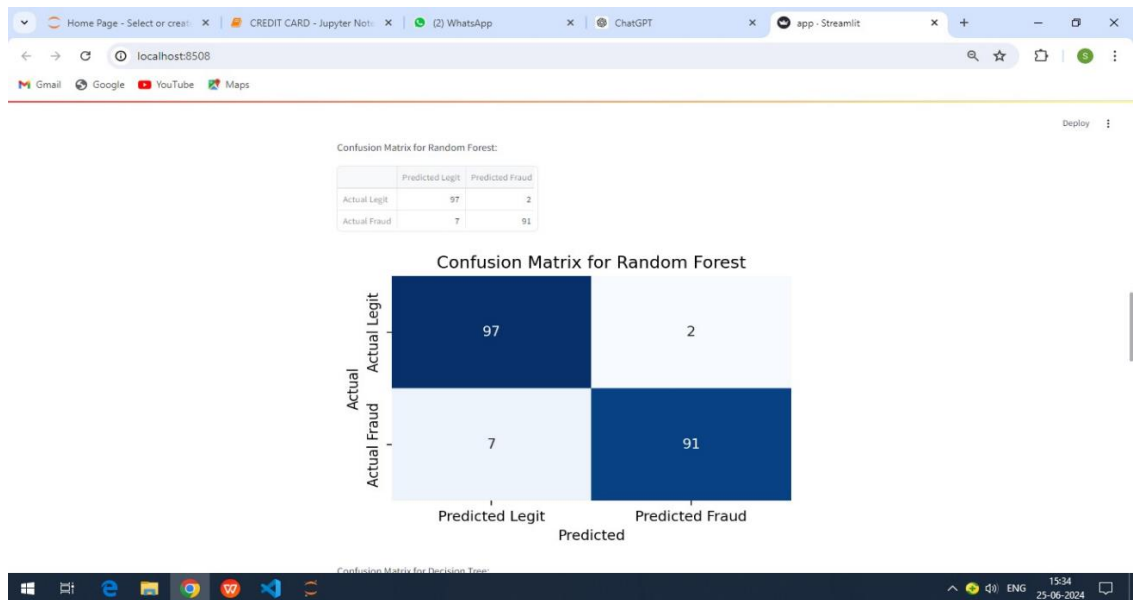 Home Page - Select or creat
CREDIT CARD - Jupyter Not
(2) WhatsApp
ChatGPT
app · Streamlit
localhost:8508
S
Gmail
Google
YouTube
Maps
Deploy
Confusion Matrix for Random Forest:
Predicted Legit Predicted Fraud
Actual Legit 97 2
Actual Fraud 7 91
Confusion Matrix for Random Forest
Actual
Actual Legit
97 2
Actual Fraud
7 91
Predicted Legit Predicted Fraud
Predicted
Confusion Matrix for Decision Tree:
W
ENG
15:34
25-06-2024